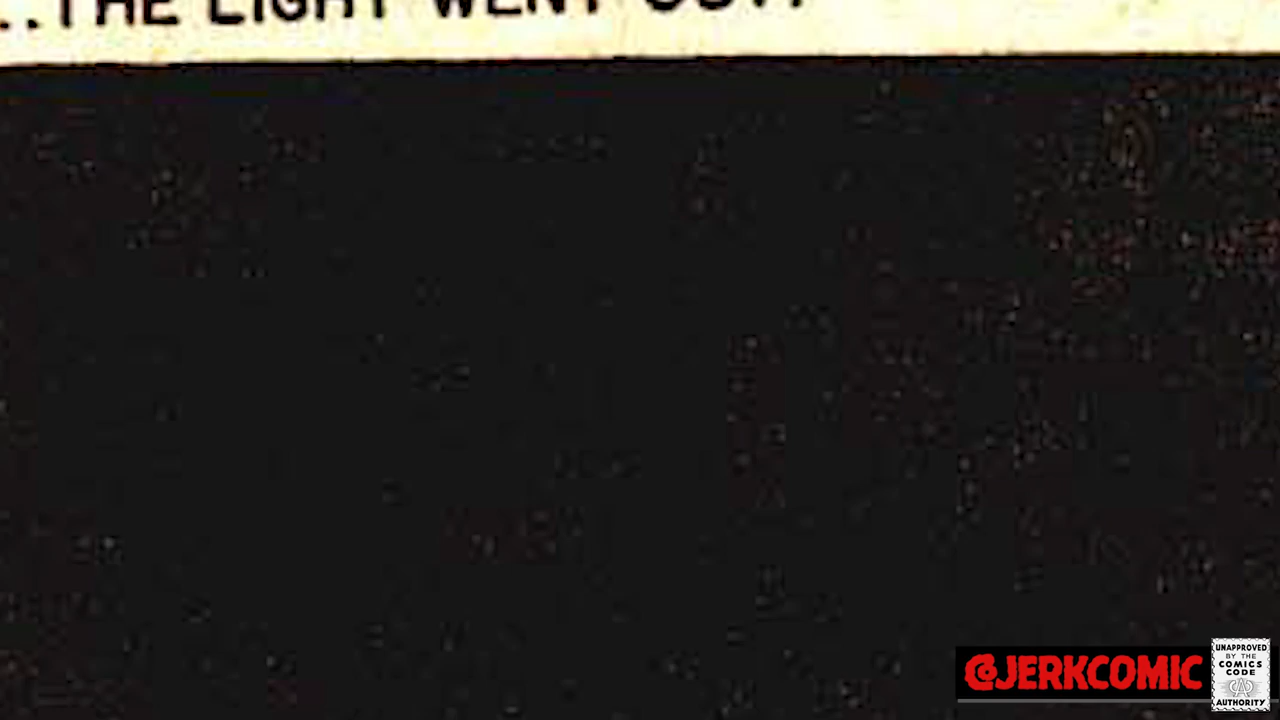 ..THE LIGHT WENT OUT!
@JERKCOMIC
UNAPPROVED
BY THE
COMICS
CODE
AUTHORITY